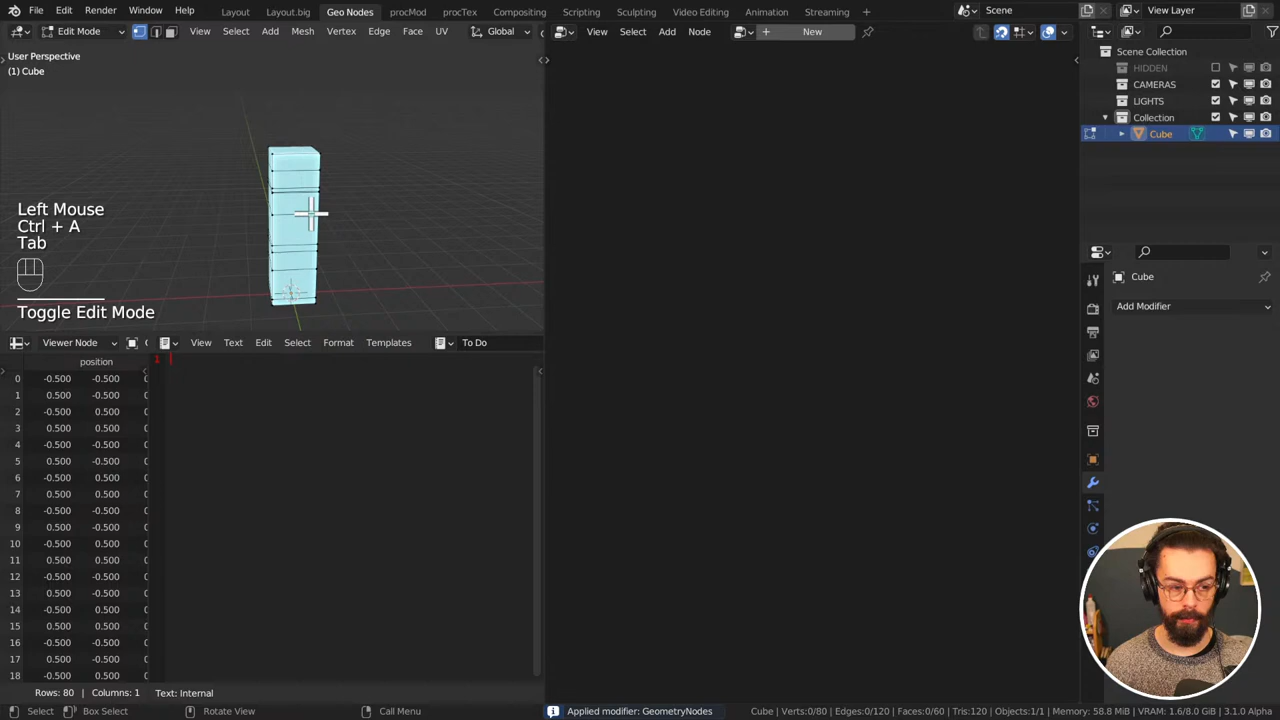 File Edit Render Window Help Layout Layout.big Geo Nodes procMod procTex Compositing Scripting Sculpting Video Editing Animation Streaming + Scene View Layer
Edit Mode View Select Add Mesh Vertex Edge Face UV Global View Select Add Node + New
User Perspective
(1) Cube
Scene Collection
HIDDEN
CAMERAS
LIGHTS
Collection
Cube
Left Mouse
Ctrl + A
Tab
Toggle Edit Mode
Cube
Add Modifier
Viewer Node View Text Edit Select Format Templates To Do
position
1
0 -0.500 -0.500
1 0.500 -0.500
2 -0.500 0.500
3 0.500 0.500
4 -0.500 -0.500
5 0.500 -0.500
6 -0.500 0.500
7 0.500 0.500
8 -0.500 -0.500
9 0.500 -0.500
10 -0.500 0.500
11 0.500 0.500
12 -0.500 -0.500
13 0.500 -0.500
14 -0.500 0.500
15 0.500 0.500
16 -0.500 -0.500
17 0.500 -0.500
18 -0.500 0.500
Rows: 80 | Columns: 1 Text: Internal
Select Box Select Rotate View Call Menu Applied modifier: GeometryNodes Cube | Verts:0/80 | Edges:0/120 | Faces:0/60 | Tris:120 | Objects:1/1 | Memory: 58.8 MiB | VRAM: 1.6/8.0 GiB | 3.1.0 Alpha